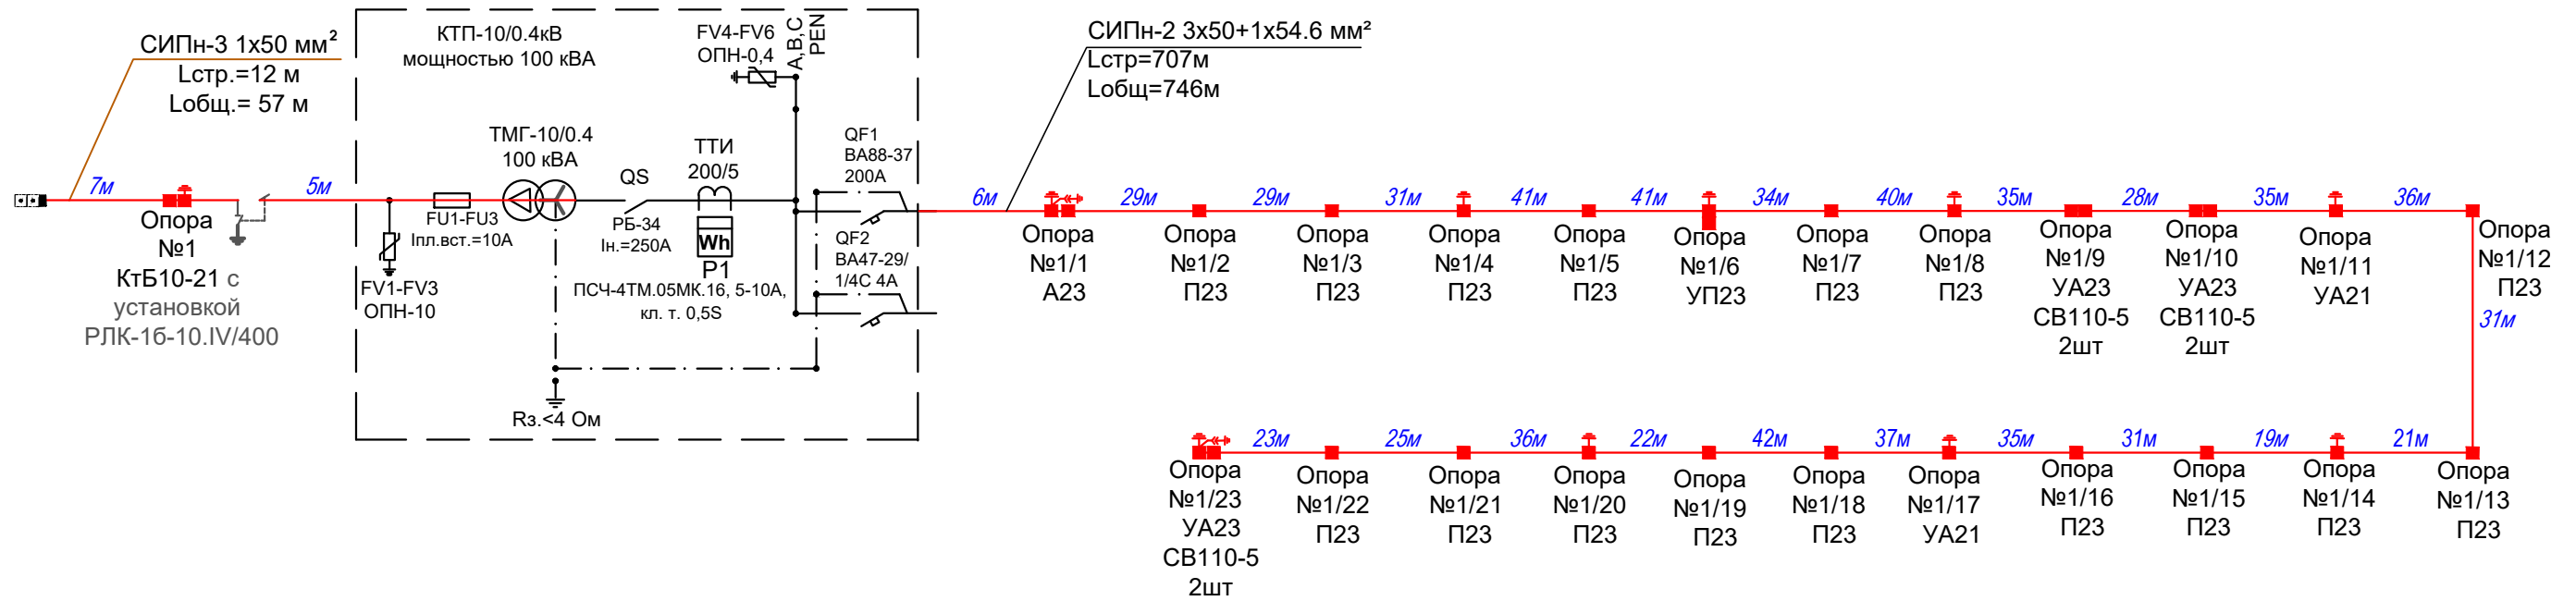 СИПн-3 1х50 мм²
Lстр.=12 м
Lобщ.= 57 м
7м
Опора
№1
КтБ10-21 с
установкой
РЛК-1б-10.IV/400
5м
КТП-10/0.4кВ
мощностью 100 кВА
FV4-FV6
ОПН-0,4
A,B,C
PEN
ТМГ-10/0.4
100 кВА
FU1-FU3
Iпл.вст.=10А
FV1-FV3
ОПН-10
QS
РБ-34
Iн.=250А
ТТИ
200/5
Wh
P1
ПСЧ-4ТМ.05МК.16, 5-10А,
кл. т. 0,5S
QF1
ВА88-37
200А
QF2
ВА47-29/
1/4С 4А
Rз.<4 Ом
СИПн-2 3х50+1х54.6 мм²
Lстр=707м
Lобщ=746м
6м
29м
29м
31м
41м
41м
34м
40м
35м
28м
35м
36м
Опора
№1/1
А23
Опора
№1/2
П23
Опора
№1/3
П23
Опора
№1/4
П23
Опора
№1/5
П23
Опора
№1/6
УП23
Опора
№1/7
П23
Опора
№1/8
П23
Опора
№1/9
УА23
СВ110-5
2шт
Опора
№1/10
УА23
СВ110-5
2шт
Опора
№1/11
УА21
Опора
№1/12
П23
31м
23м
25м
36м
22м
42м
37м
35м
31м
19м
21м
Опора
№1/23
УА23
СВ110-5
2шт
Опора
№1/22
П23
Опора
№1/21
П23
Опора
№1/20
П23
Опора
№1/19
П23
Опора
№1/18
П23
Опора
№1/17
УА21
Опора
№1/16
П23
Опора
№1/15
П23
Опора
№1/14
П23
Опора
№1/13
П23